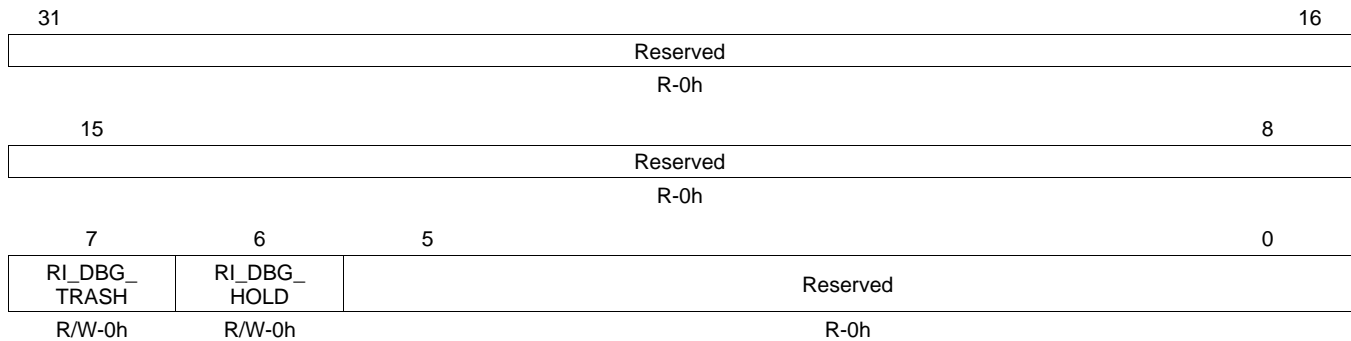 31 16
Reserved
R-0h
15 8
Reserved
R-0h
7 6 5 0
RI_DBG_ TRASH RI_DBG_ HOLD Reserved
R/W-0h R/W-0h R-0h